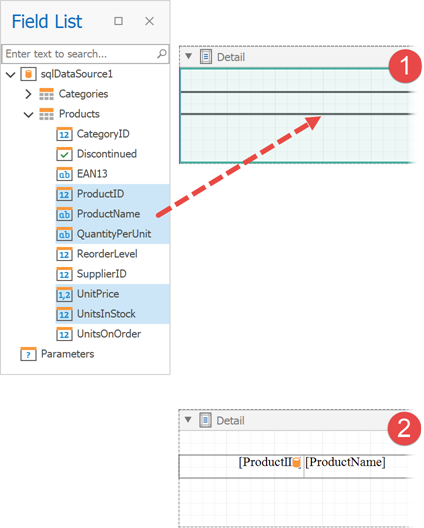 Field List
Enter text to search...
sqlDataSource1
Categories
Products
12 CategoryID
Discontinued
ab EAN13
12 ProductID
ab ProductName
ab QuantityPerUnit
12 ReorderLevel
12 SupplierID
1,2 UnitPrice
12 UnitsInStock
12 UnitsOnOrder
? Parameters
Detail
1
Detail
2
[ProductII [ProductName]